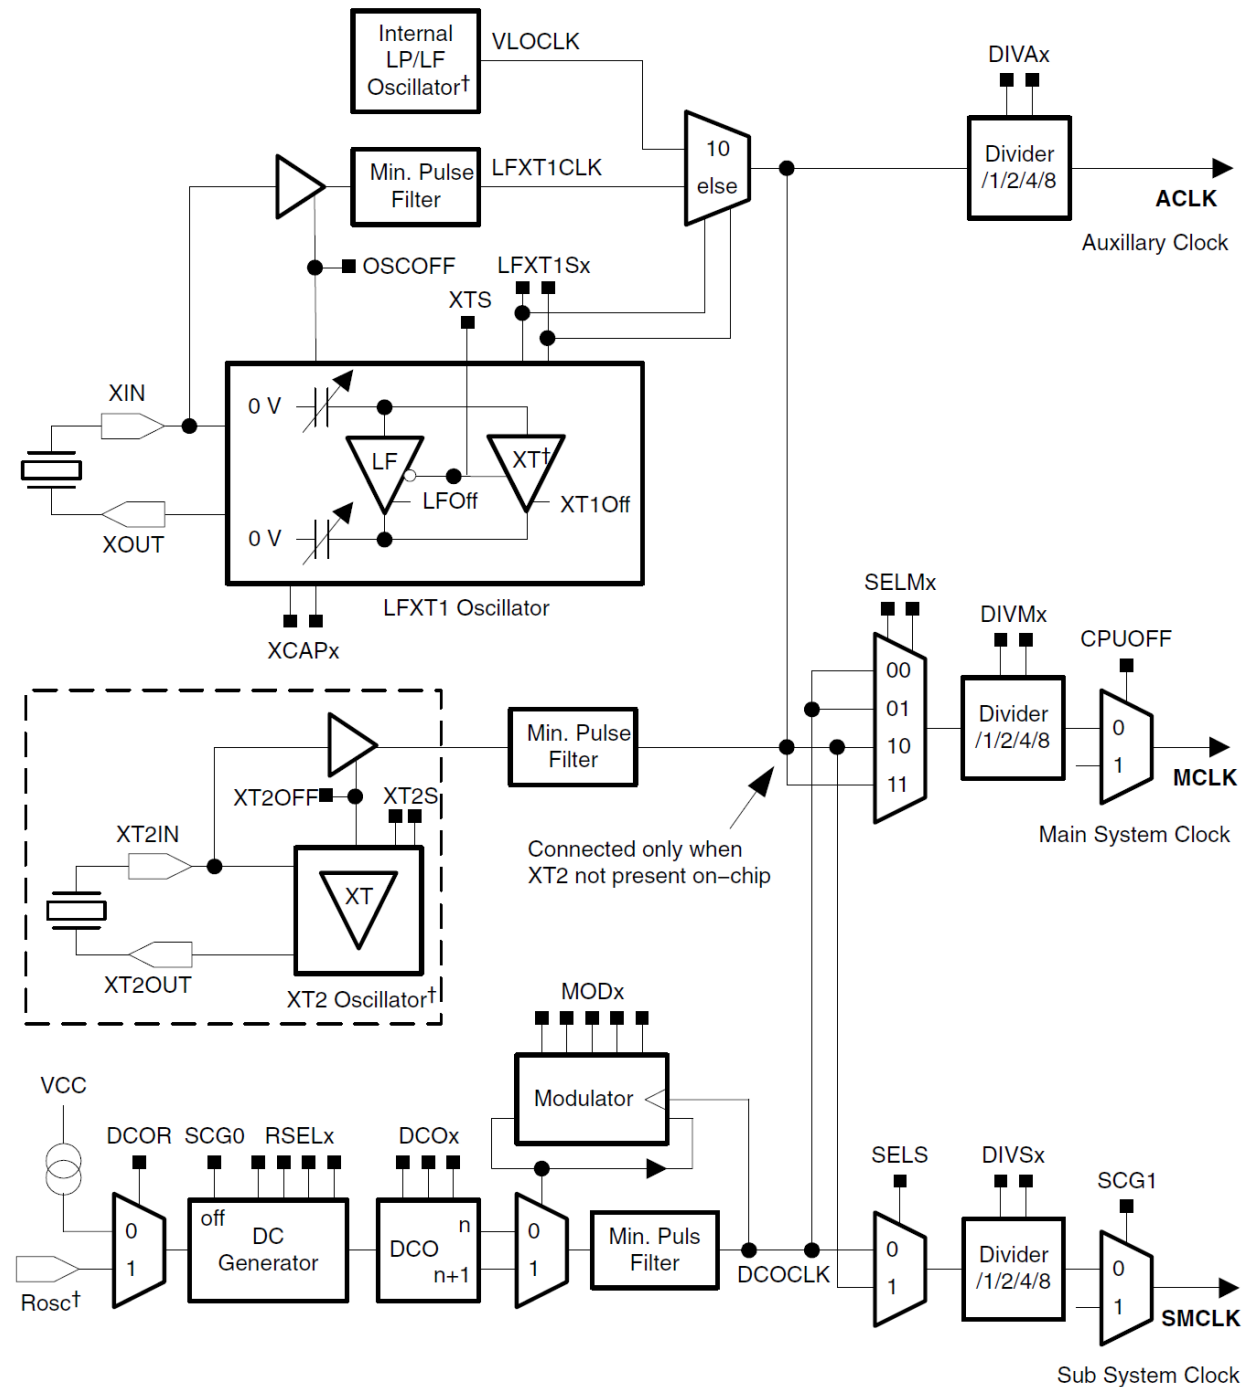 Internal
LP/LF
Oscillator†
VLOCLK
DIVAx
10
else
Divider
/1/2/4/8
ACLK
Auxillary Clock
Min. Pulse
Filter
LFXT1CLK
OSCOFF
LFXT1Sx
XTS
XIN
0 V
LF
XT†
LFOff
XT1Off
0 V
XOUT
LFXT1 Oscillator
XCAPx
SELMx
DIVMx
CPUOFF
00
01
10
11
Divider
/1/2/4/8
0
1
MCLK
Main System Clock
Min. Pulse
Filter
XT2OFF
XT2S
XT2IN
XT
XT2OUT
XT2 Oscillator†
Connected only when
XT2 not present on−chip
MODx
Modulator
VCC
DCOR
SCG0
RSELx
DCOx
0
1
Rosc†
off
DC
Generator
DCO
n
n+1
0
1
Min. Puls
Filter
DCOCLK
SELS
DIVSx
SCG1
0
1
Divider
/1/2/4/8
0
1
SMCLK
Sub System Clock